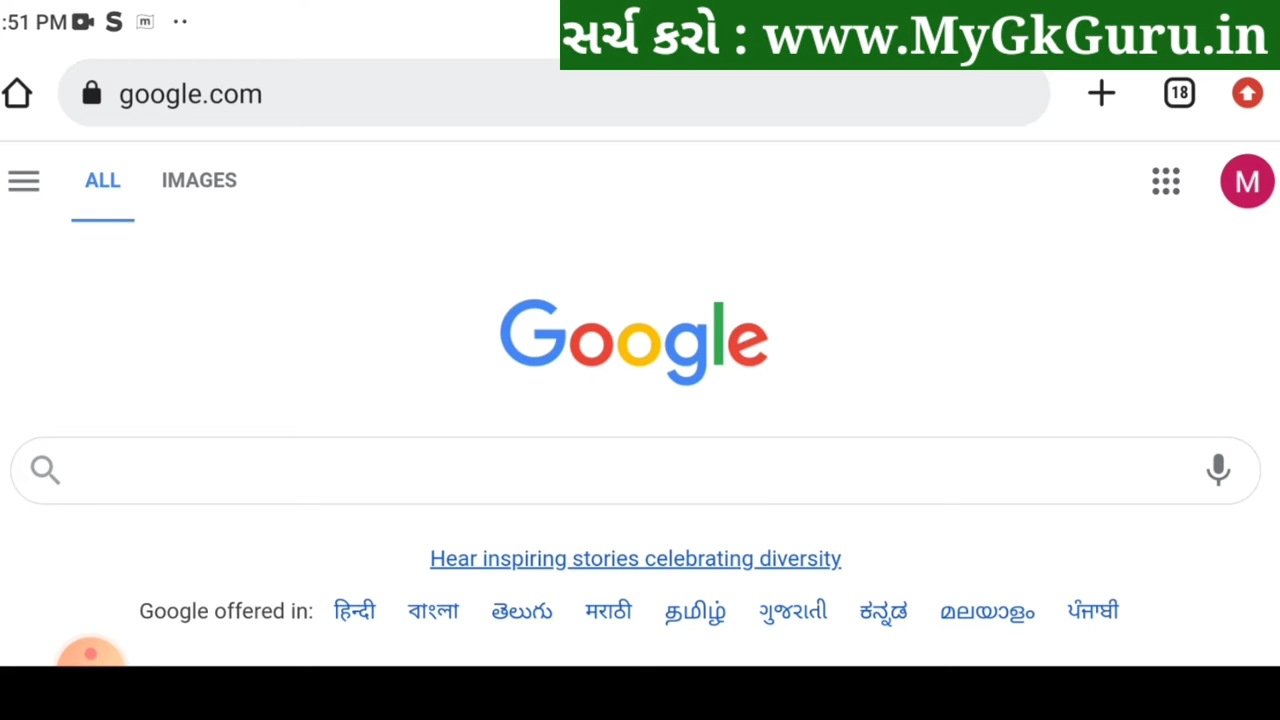 :51 PM S m
સર્ચ કરો : www.MyGkGuru.in
google.com
18
ALL IMAGES
M
Google
Hear inspiring stories celebrating diversity
Google offered in: हिन्दी বাংলা తెలుగు मराठी தமிழ் ગુજરાતી ಕನ್ನಡ മലയാളം ਪੰਜਾਬੀ